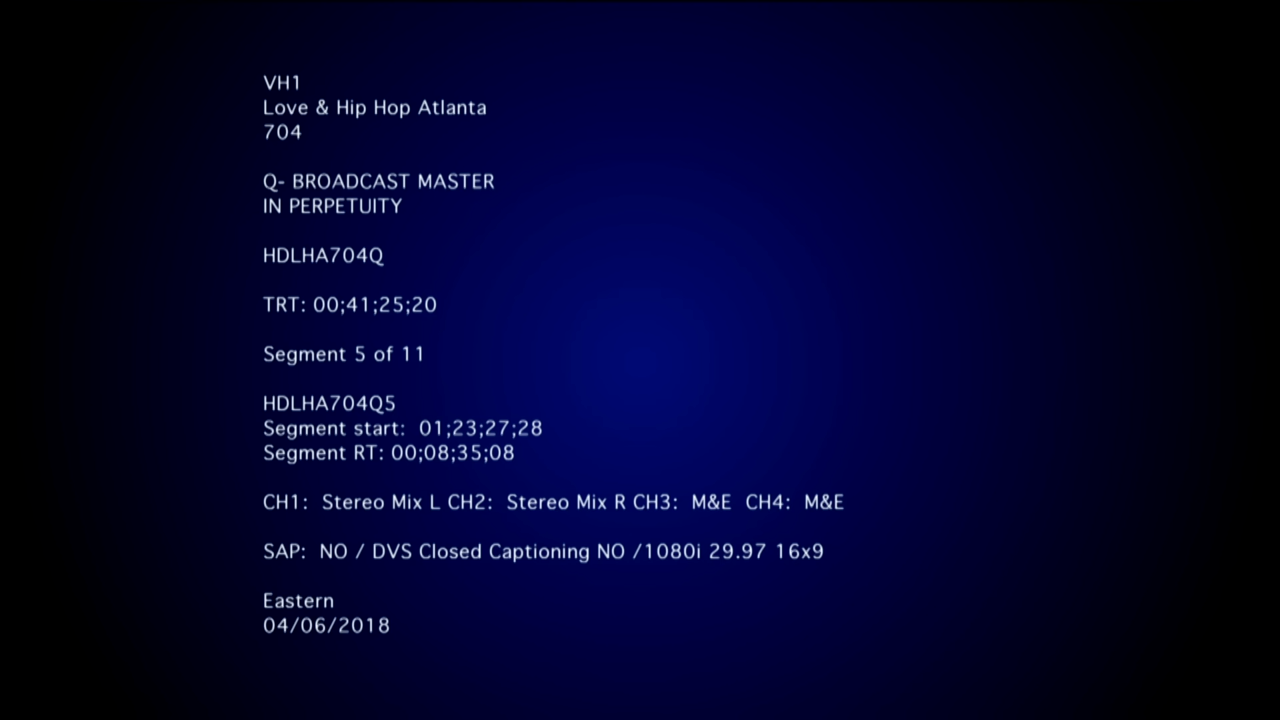 VH1
Love & Hip Hop Atlanta
704
Q- BROADCAST MASTER
IN PERPETUITY
HDLHA704Q
TRT: 00;41;25;20
Segment 5 of 11
HDLHA704Q5
Segment start:  01;23;27;28
Segment RT: 00;08;35;08
CH1:  Stereo Mix L CH2:  Stereo Mix R CH3:  M&E  CH4:  M&E
SAP:  NO / DVS Closed Captioning NO /1080i 29.97 16x9
Eastern
04/06/2018